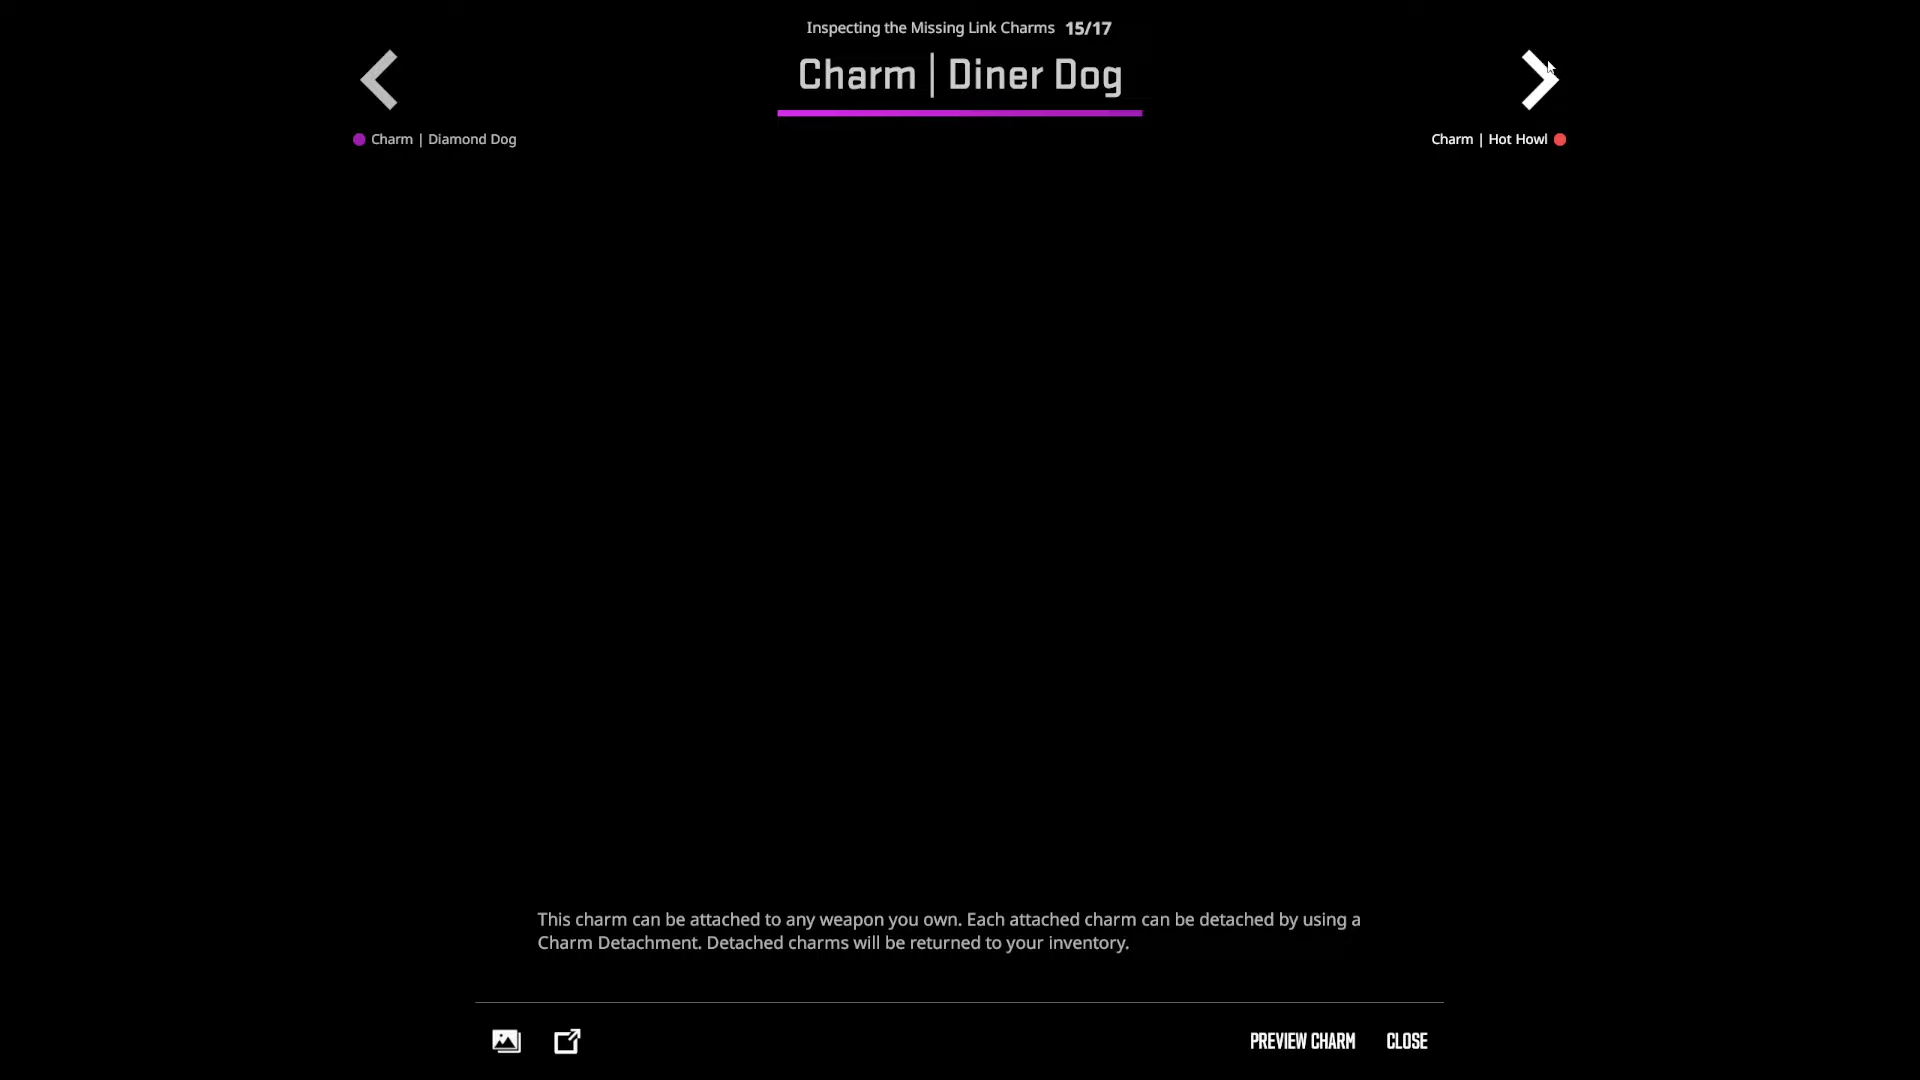 Inspecting the Missing Link Charms 15/17
Charm | Diner Dog
Charm | Diamond Dog
Charm | Hot Howl
This charm can be attached to any weapon you own. Each attached charm can be detached by using a
Charm Detachment. Detached charms will be returned to your inventory.
PREVIEW CHARM CLOSE